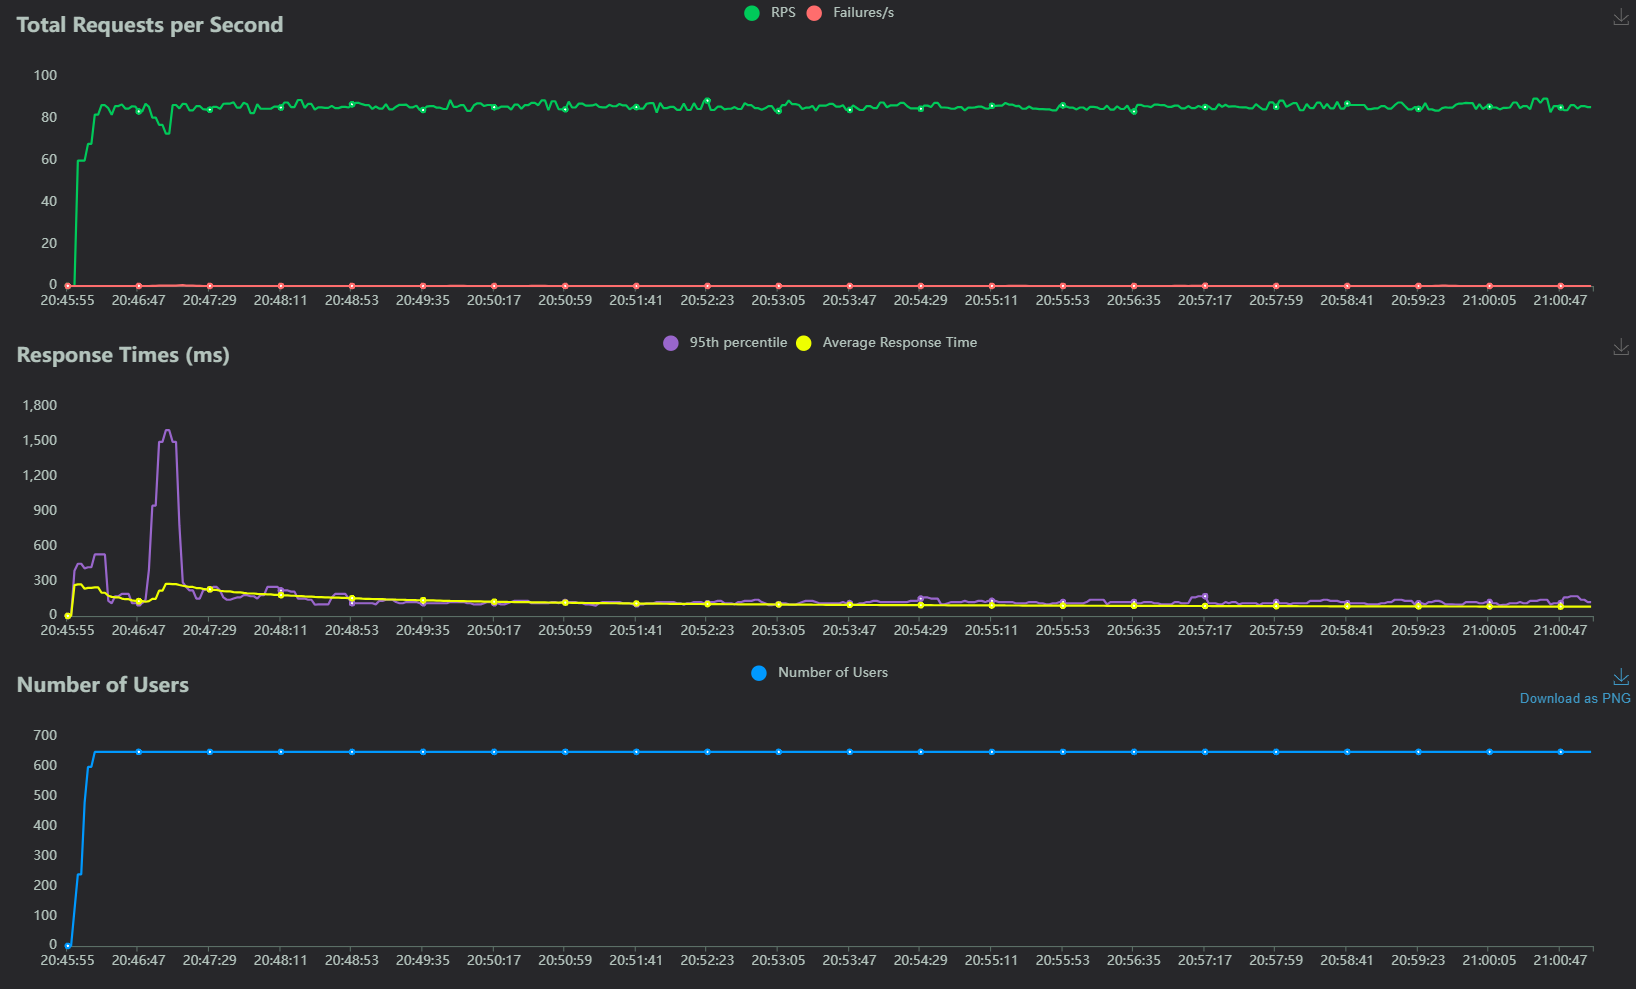 RPS Failures/s
Total Requests per Second
100
80
60
40
20
0
20:45:55 20:46:47 20:47:29 20:48:11 20:48:53 20:49:35 20:50:17 20:50:59 20:51:41 20:52:23 20:53:05 20:53:47 20:54:29 20:55:11 20:55:53 20:56:35 20:57:17 20:57:59 20:58:41 20:59:23 21:00:05 21:00:47
95th percentile Average Response Time
Response Times (ms)
1,800
1,500
1,200
900
600
300
0
20:45:55 20:46:47 20:47:29 20:48:11 20:48:53 20:49:35 20:50:17 20:50:59 20:51:41 20:52:23 20:53:05 20:53:47 20:54:29 20:55:11 20:55:53 20:56:35 20:57:17 20:57:59 20:58:41 20:59:23 21:00:05 21:00:47
Number of Users
Number of Users
Download as PNG
700
600
500
400
300
200
100
0
20:45:55 20:46:47 20:47:29 20:48:11 20:48:53 20:49:35 20:50:17 20:50:59 20:51:41 20:52:23 20:53:05 20:53:47 20:54:29 20:55:11 20:55:53 20:56:35 20:57:17 20:57:59 20:58:41 20:59:23 21:00:05 21:00:47